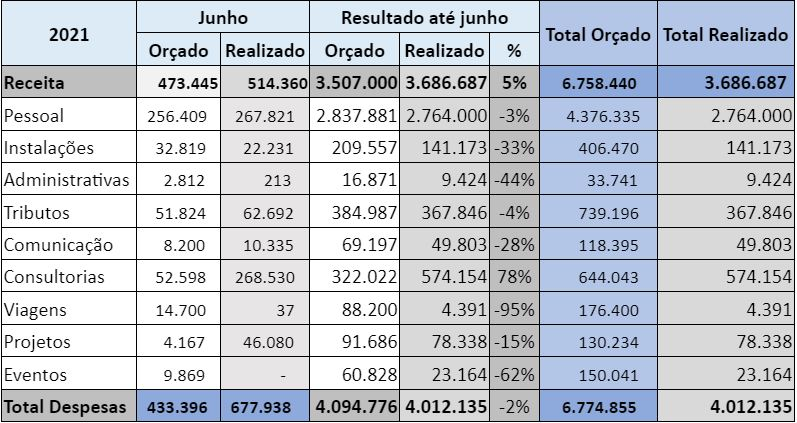 2021 Junho Resultado até junho Total Orçado Total Realizado
Orçado Realizado Orçado Realizado %
Receita 473.445 514.360 3.507.000 3.686.687 5% 6.758.440 3.686.687
Pessoal 256.409 267.821 2.837.881 2.764.000 -3% 4.376.335 2.764.000
Instalações 32.819 22.231 209.557 141.173 -33% 406.470 141.173
Administrativas 2.812 213 16.871 9.424 -44% 33.741 9.424
Tributos 51.824 62.692 384.987 367.846 -4% 739.196 367.846
Comunicação 8.200 10.335 69.197 49.803 -28% 118.395 49.803
Consultorias 52.598 268.530 322.022 574.154 78% 644.043 574.154
Viagens 14.700 37 88.200 4.391 -95% 176.400 4.391
Projetos 4.167 46.080 91.686 78.338 -15% 130.234 78.338
Eventos 9.869 - 60.828 23.164 -62% 150.041 23.164
Total Despesas 433.396 677.938 4.094.776 4.012.135 -2% 6.774.855 4.012.135